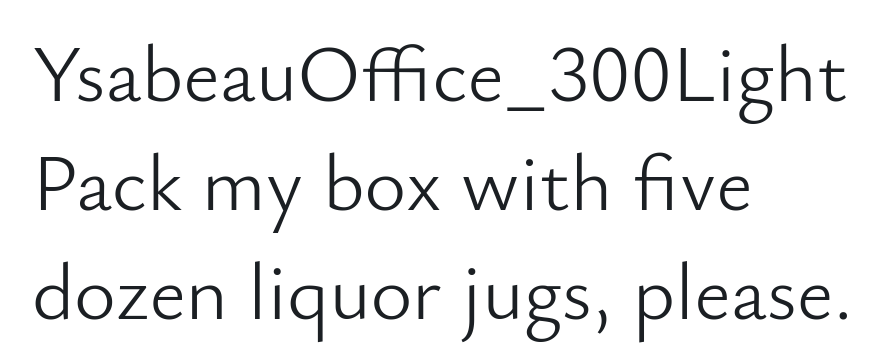 YsabeauOffice_300Light
Pack my box with five
dozen liquor jugs, please.